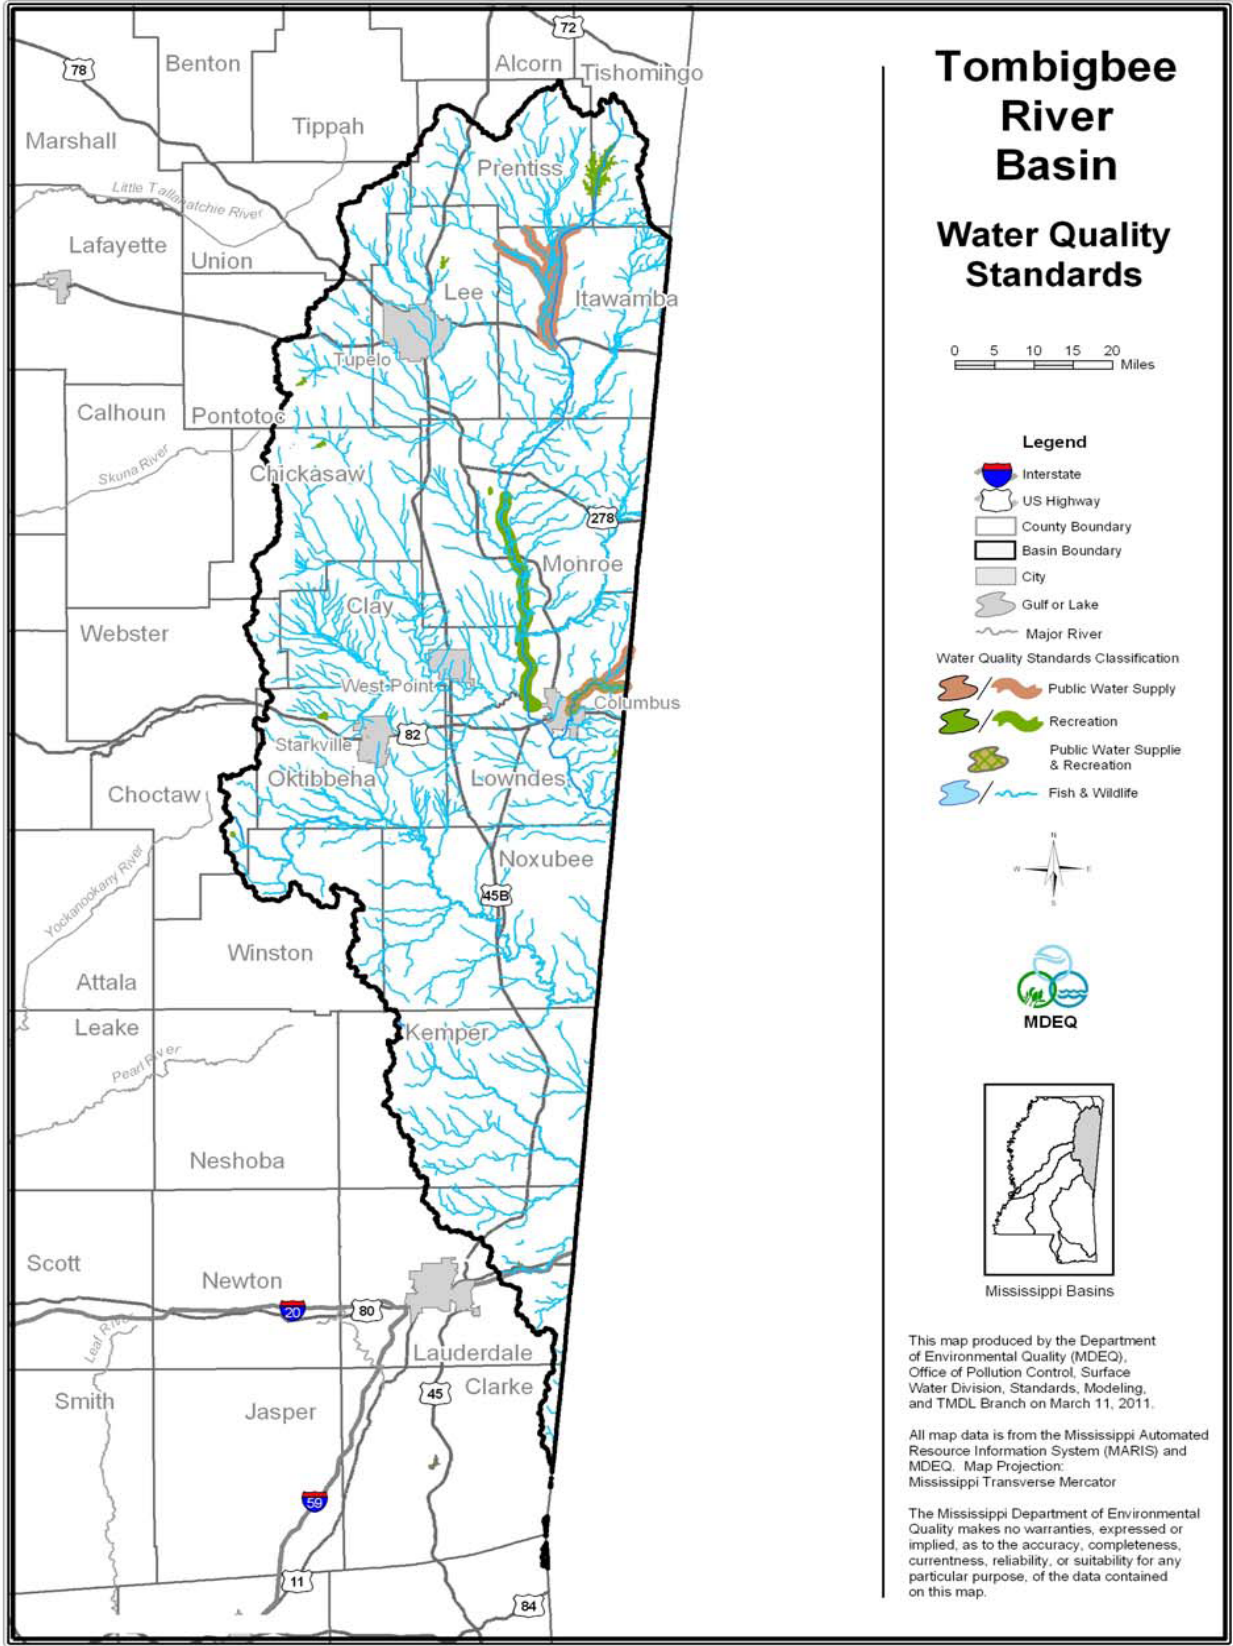 Tombigbee
River
Basin
Water Quality
Standards
0 5 10 15 20
Miles
Legend
Interstate
US Highway
County Boundary
Basin Boundary
City
Gulf or Lake
Major River
Water Quality Standards Classification
Public Water Supply
Recreation
Public Water Supplie
& Recreation
Fish & Wildlife
N
W E
S
MDEQ
Mississippi Basins
This map produced by the Department
of Environmental Quality (MDEQ),
Office of Pollution Control, Surface
Water Division, Standards, Modeling,
and TMDL Branch on March 11, 2011.
All map data is from the Mississippi Automated
Resource Information System (MARIS) and
MDEQ. Map Projection:
Mississippi Transverse Mercator
The Mississippi Department of Environmental
Quality makes no warranties, expressed or
implied, as to the accuracy, completeness,
currentness, reliability, or suitability for any
particular purpose, of the data contained
on this map.
72
78
Benton
Alcorn
Tishomingo
Marshall
Tippah
Prentiss
Little Tallahatchie River
Lafayette
Union
Lee
Itawamba
Tupelo
Calhoun
Pontotoc
Skuna River
Chickasaw
278
Monroe
Clay
Webster
West Point
Columbus
Starkville
82
Oktibbeha
Lowndes
Choctaw
Noxubee
Yockanookany River
45B
Winston
Attala
Leake
Kemper
Pearl River
Neshoba
Scott
Newton
20
80
Leaf River
Lauderdale
Smith
45
Clarke
Jasper
59
11
84